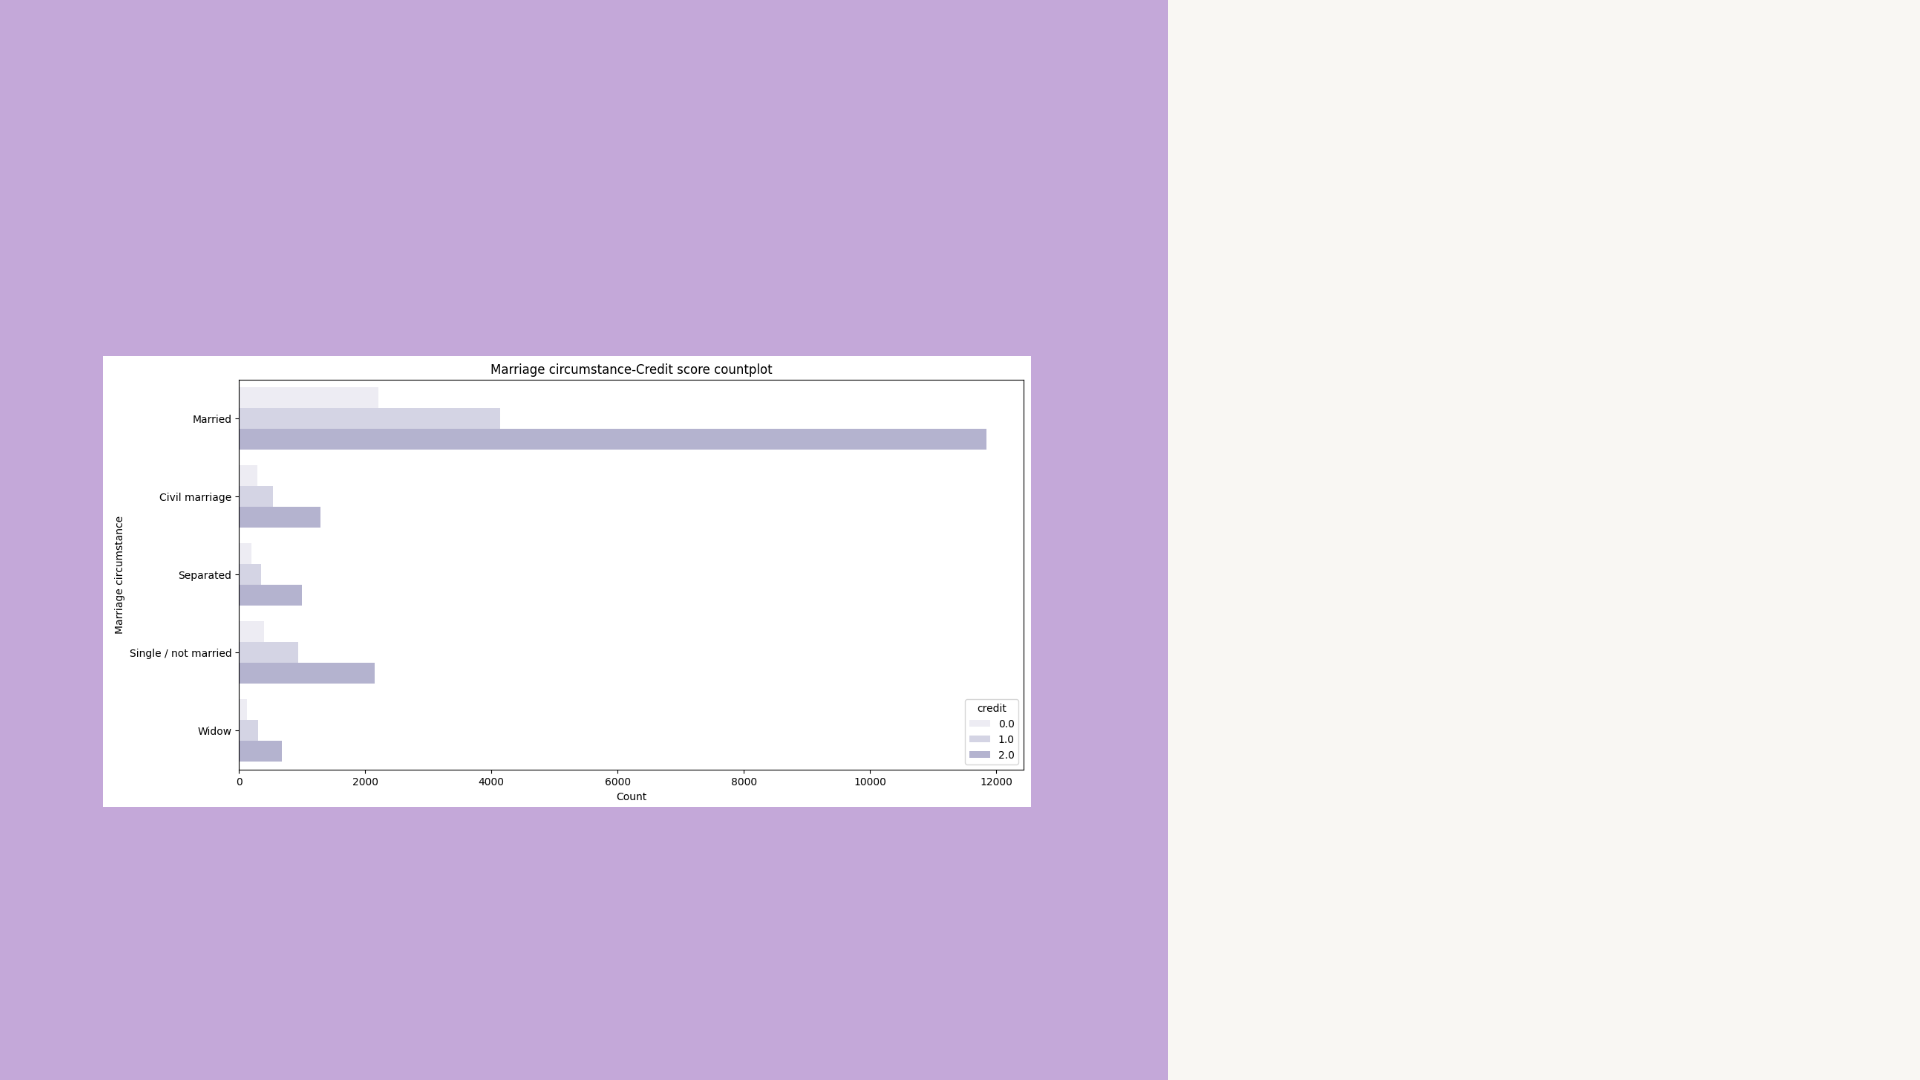 Marriage circumstance-Credit score countplot
Marriage circumstance
Married
Civil marriage
Separated
Single / not married
Widow
credit
0.0
1.0
2.0
0 2000 4000 6000 8000 10000 12000
Count